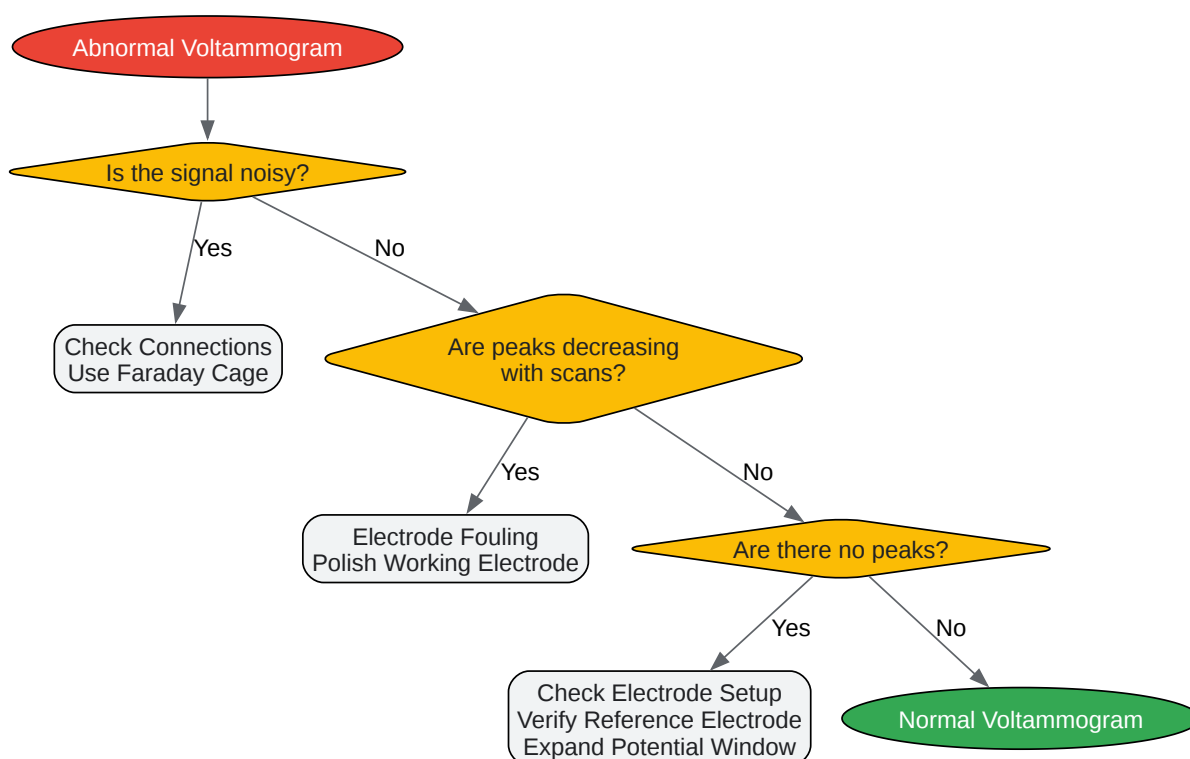 Abnormal Voltammogram
Is the signal noisy?
Yes
No
Check Connections
Use Faraday Cage
Are peaks decreasing
with scans?
Yes
No
Electrode Fouling
Polish Working Electrode
Are there no peaks?
Yes
No
Check Electrode Setup
Verify Reference Electrode
Expand Potential Window
Normal Voltammogram